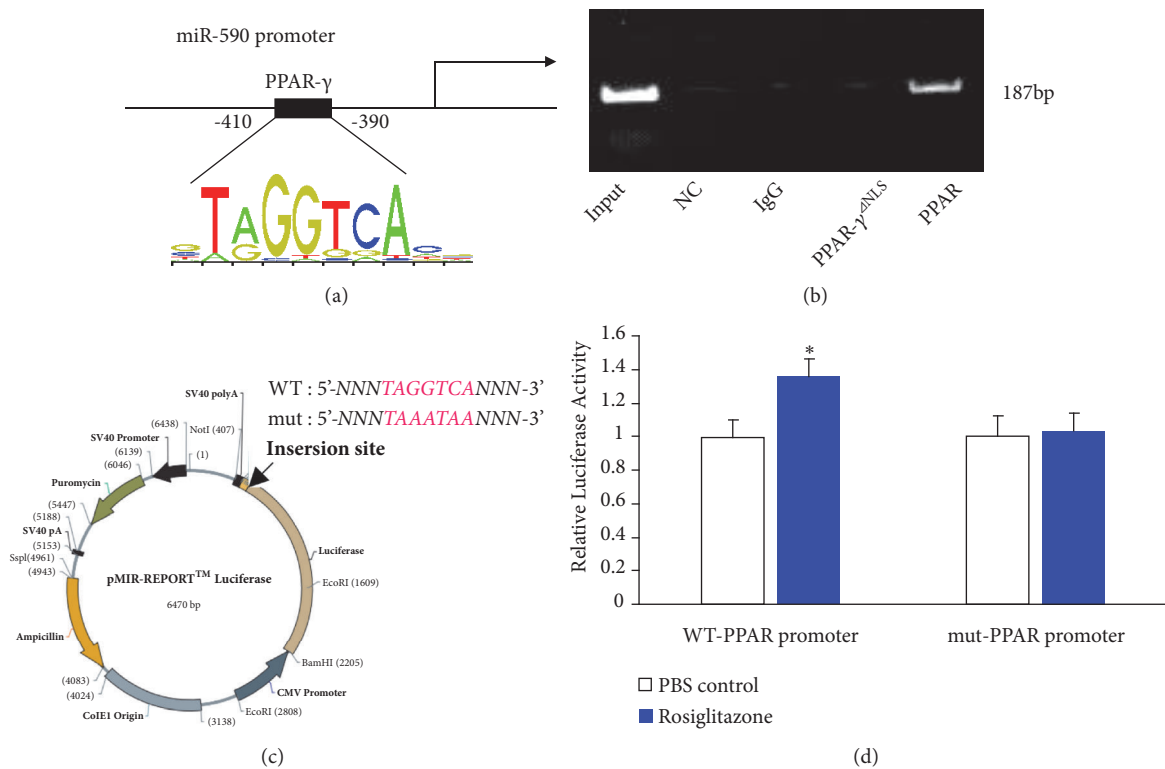 miR-590 promoter
PPAR-γ
-410
-390
TAGGTCA
(a)
187bp
Input
NC
IgG
PPAR-γ^ΔNLS
PPAR
(b)
WT : 5'-NNNTAGGTCANNN-3'
mut : 5'-NNNTAAATAANNN-3'
Insersion site
SV40 polyA
NotI (407)
(1)
(6438)
SV40 Promoter
(6139)
(6046)
Puromycin
(5447)
(5188)
SV40 pA
(5153)
SspI(4961)
(4943)
pMIR-REPORT™ Luciferase
6470 bp
Luciferase
EcoRI (1609)
BamHI (2205)
CMV Promoter
EcoRI (2808)
(3138)
Ampicillin
(4083)
(4024)
ColE1 Origin
(c)
Relative Luciferase Activity
1.6
1.4
1.2
1
0.8
0.6
0.4
0.2
0
*
WT-PPAR promoter
mut-PPAR promoter
PBS control
Rosiglitazone
(d)